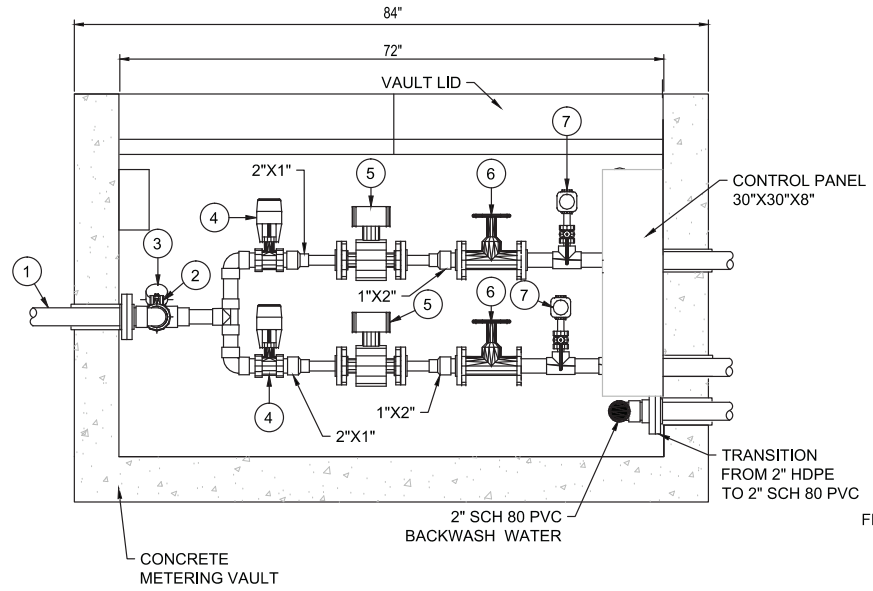 84"
72"
VAULT LID
7
5
6
2"X1"
CONTROL PANEL
30"X30"X8"
4
3
2
1
1"X2"
7
5
6
4
2"X1"
1"X2"
TRANSITION
FROM 2" HDPE
TO 2" SCH 80 PVC
2" SCH 80 PVC
BACKWASH WATER
CONCRETE
METERING VAULT